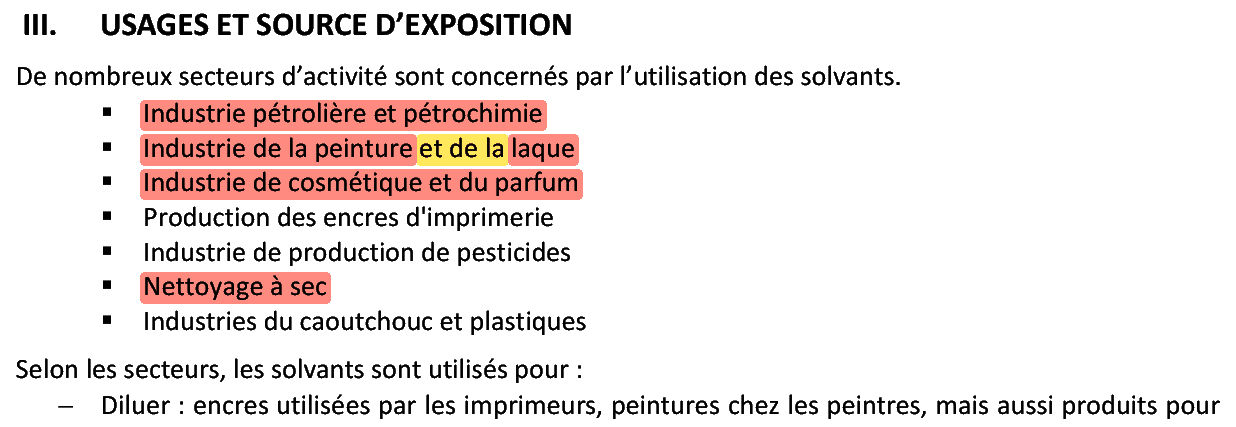 III. USAGES ET SOURCE D’EXPOSITION
De nombreux secteurs d’activité sont concernés par l’utilisation des solvants.
▪ Industrie pétrolière et pétrochimie
▪ Industrie de la peinture et de la laque
▪ Industrie de cosmétique et du parfum
▪ Production des encres d'imprimerie
▪ Industrie de production de pesticides
▪ Nettoyage à sec
▪ Industries du caoutchouc et plastiques
Selon les secteurs, les solvants sont utilisés pour :
– Diluer : encres utilisées par les imprimeurs, peintures chez les peintres, mais aussi produits pour